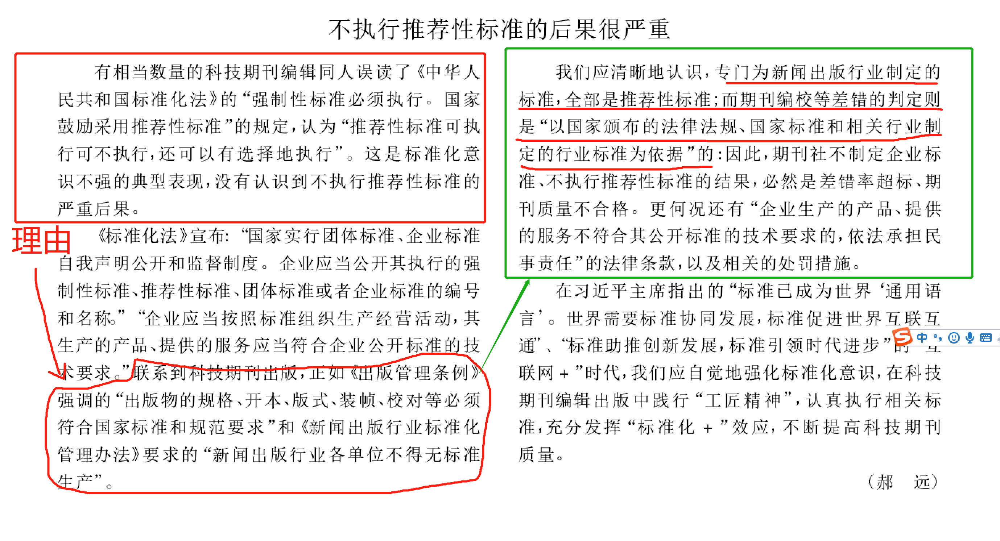 不执行推荐性标准的后果很严重
有相当数量的科技期刊编辑同人误读了《中华人
民共和国标准化法》的“强制性标准必须执行。国家
鼓励采用推荐性标准”的规定,认为“推荐性标准可执
行可不执行,还可以有选择地执行”。这是标准化意
识不强的典型表现,没有认识到不执行推荐性标准的
严重后果。
理由
《标准化法》宣布:“国家实行团体标准、企业标准
自我声明公开和监督制度。企业应当公开其执行的强
制性标准、推荐性标准、团体标准或者企业标准的编号
和名称。”“企业应当按照标准组织生产经营活动,其
生产的产品、提供的服务应当符合企业公开标准的技
术要求。”联系到科技期刊出版,正如《出版管理条例》
强调的“出版物的规格、开本、版式、装帧、校对等必须
符合国家标准和规范要求”和《新闻出版行业标准化
管理办法》要求的“新闻出版行业各单位不得无标准
生产”。
我们应清晰地认识,专门为新闻出版行业制定的
标准,全部是推荐性标准;而期刊编校等差错的判定则
是“以国家颁布的法律法规、国家标准和相关行业制
定的行业标准为依据”的:因此,期刊社不制定企业标
准、不执行推荐性标准的结果,必然是差错率超标、期
刊质量不合格。更何况还有“企业生产的产品、提供
的服务不符合其公开标准的技术要求的,依法承担民
事责任”的法律条款,以及相关的处罚措施。
在习近平主席指出的“标准已成为世界‘通用语
言’。世界需要标准协同发展,标准促进世界互联互
通”、“标准助推创新发展,标准引领时代进步”的“互
联网+”时代,我们应自觉地强化标准化意识,在科技
期刊编辑出版中践行“工匠精神”,认真执行相关标
准,充分发挥“标准化+”效应,不断提高科技期刊
质量。
(郝 远)
中